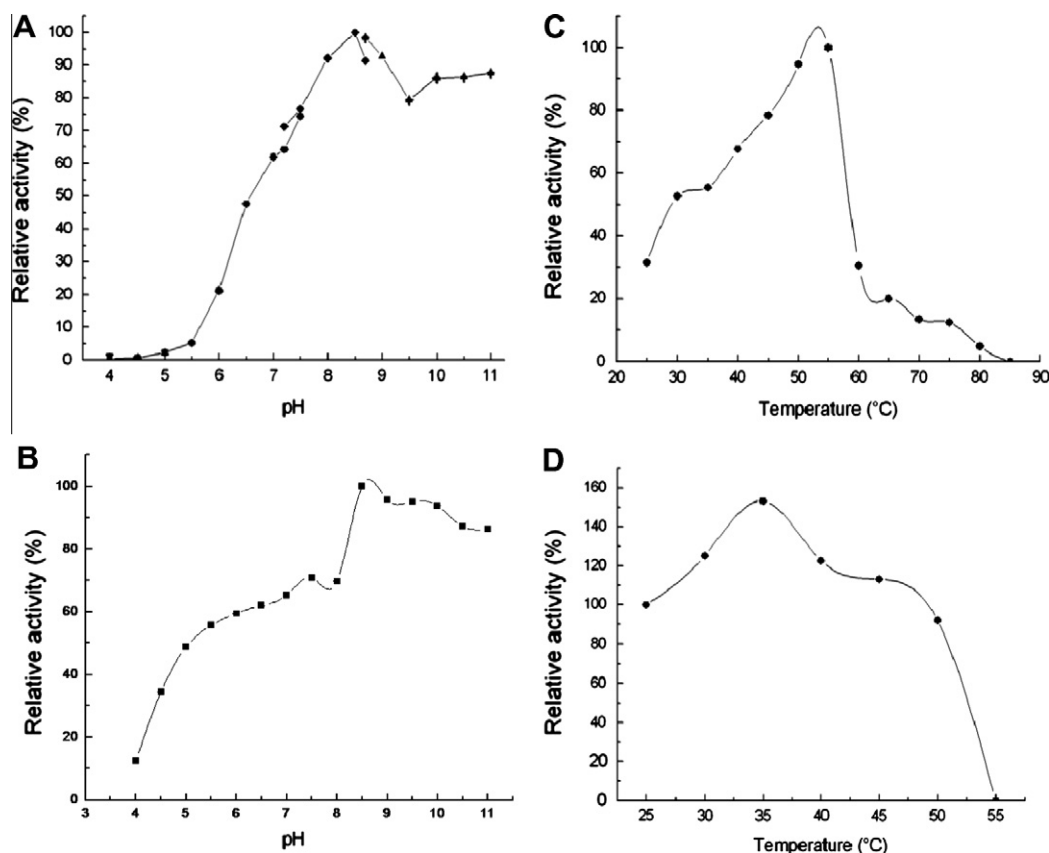 A
Relative activity (%)
100
90
80
70
60
50
40
30
20
10
0
4 5 6 7 8 9 10 11
pH
C
Relative activity (%)
100
80
60
40
20
0
20 30 40 50 60 70 80 90
Temperature (°C)
B
Relative activity (%)
100
80
60
40
20
0
3 4 5 6 7 8 9 10 11
pH
D
Relative activity (%)
160
140
120
100
80
60
40
20
0
25 30 35 40 45 50 55
Temperature (°C)